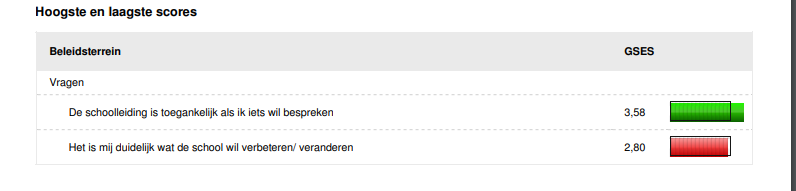 Hoogste en laagste scores
Beleidsterrein GSES
Vragen
De schoolleiding is toegankelijk als ik iets wil bespreken 3,58
Het is mij duidelijk wat de school wil verbeteren/ veranderen 2,80